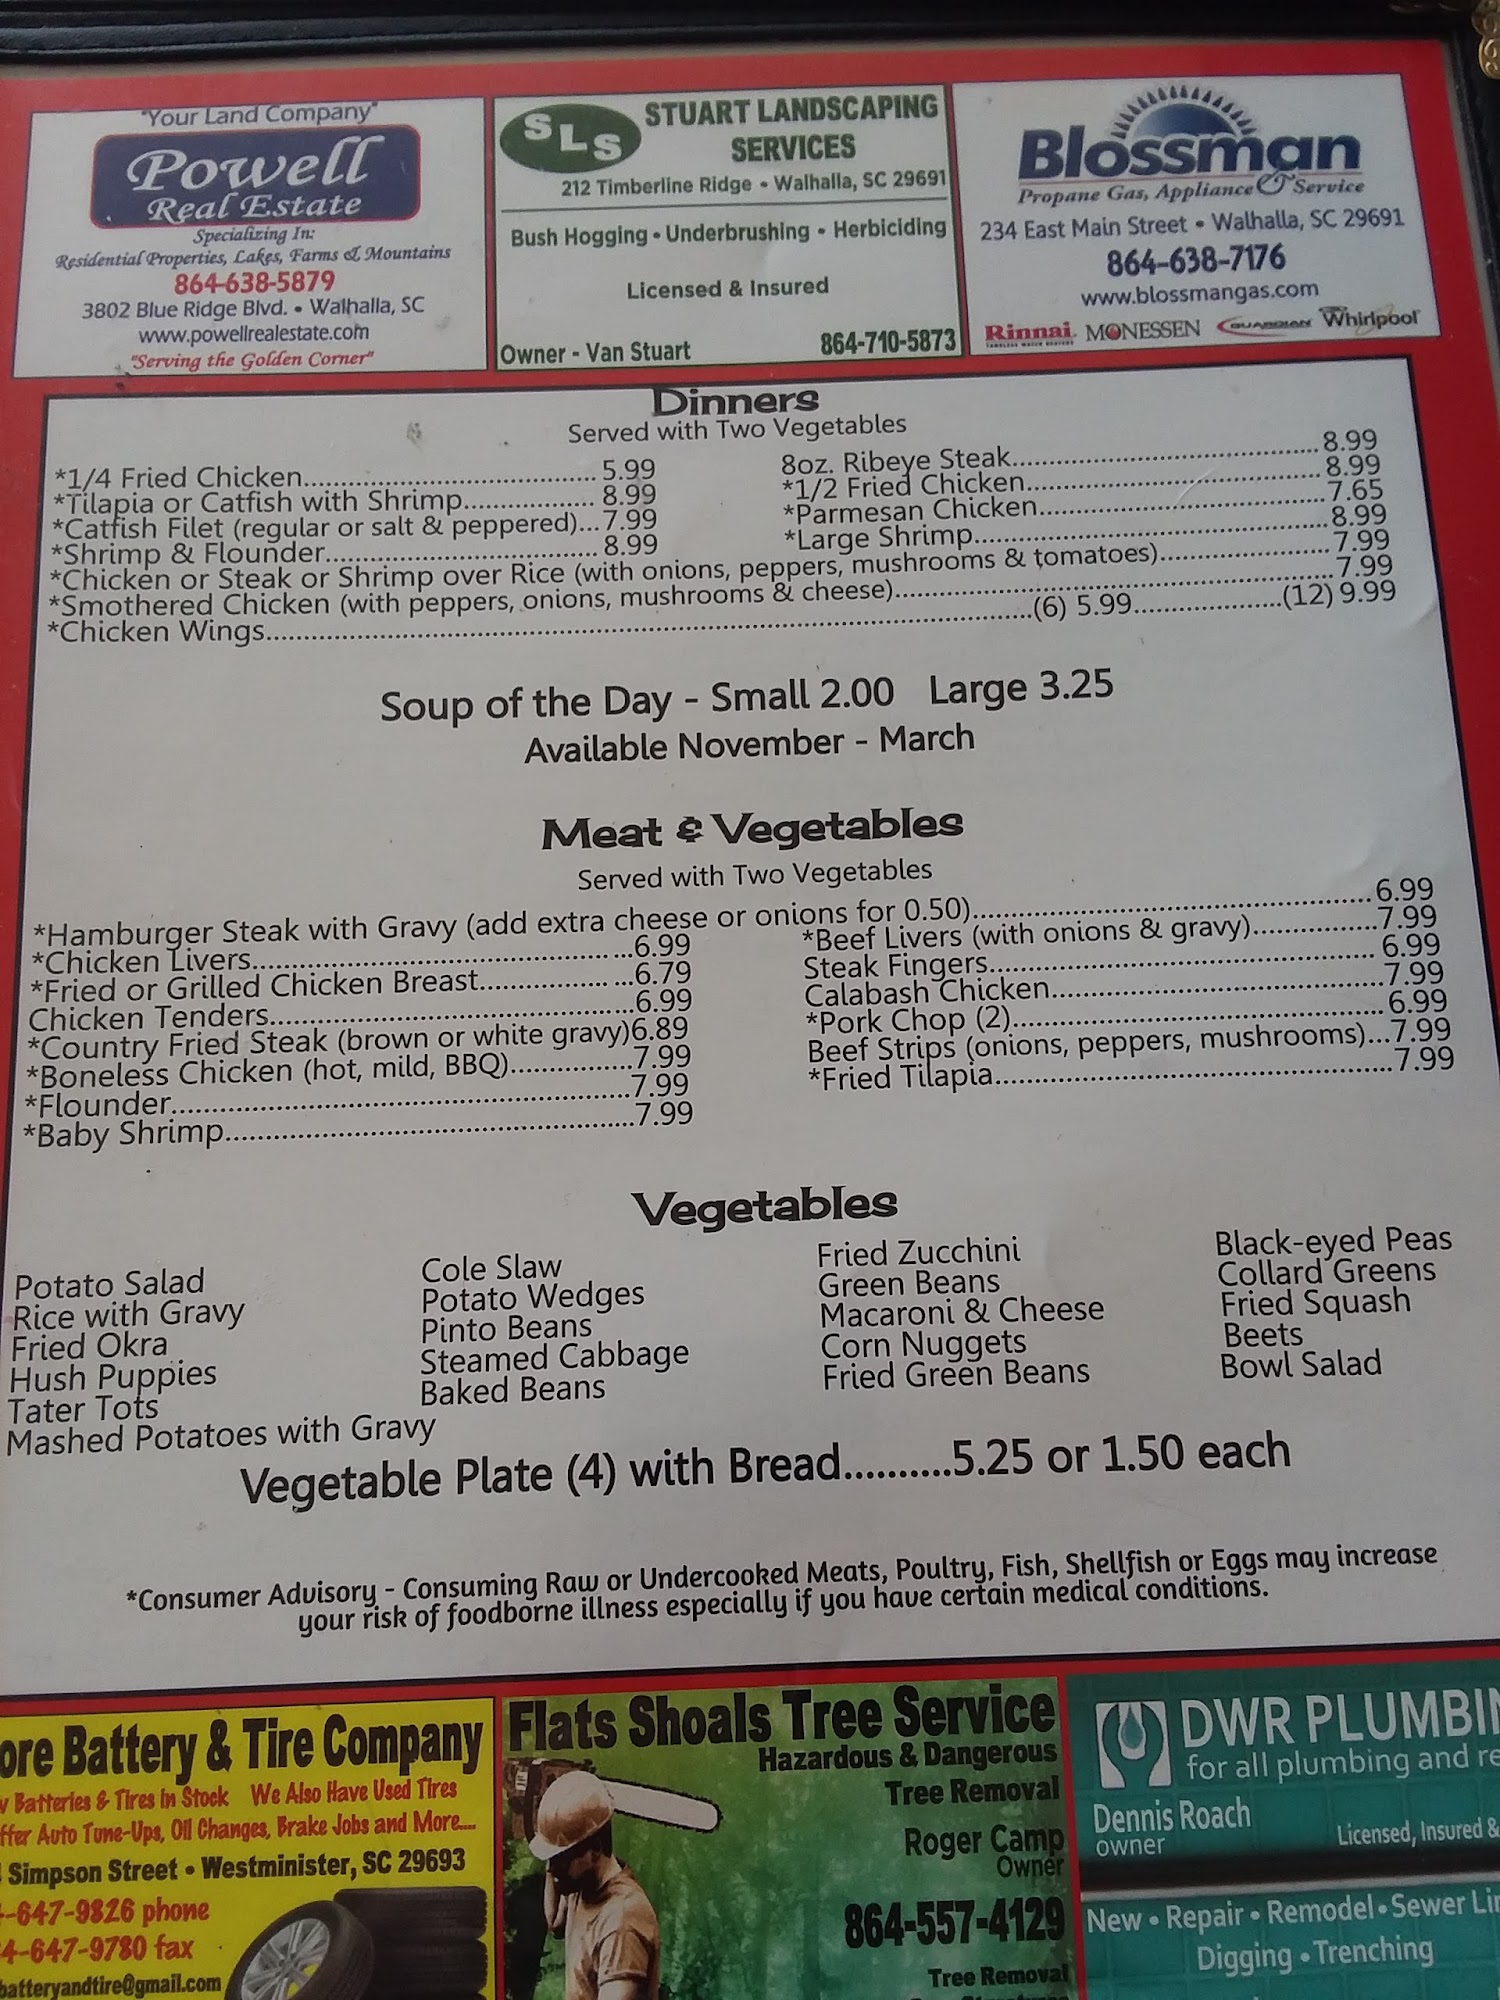 "Your Land Company"
Powell
Real Estate
Specializing In:
Residential Properties, Lakes, Farms & Mountains
864-638-5879
3802 Blue Ridge Blvd. • Walhalla, SC
www.powellrealestate.com
"Serving the Golden Corner"
SLS
STUART LANDSCAPING
SERVICES
212 Timberline Ridge • Walhalla, SC 29691
Bush Hogging • Underbrushing • Herbiciding
Licensed & Insured
Owner - Van Stuart
864-710-5873
Blossman
Propane Gas, Appliance & Service
234 East Main Street • Walhalla, SC 29691
864-638-7176
www.blossmangas.com
Rinnai MONESSEN GUARDIAN Whirlpool
Dinners
Served with Two Vegetables
*1/4 Fried Chicken.......... 5.99
*Tilapia or Catfish with Shrimp.......... 8.99
*Catfish Filet (regular or salt & peppered)...7.99
*Shrimp & Flounder.......... 8.99
8oz. Ribeye Steak..........8.99
*1/2 Fried Chicken..........8.99
*Parmesan Chicken..........7.65
*Large Shrimp..........8.99
*Chicken or Steak or Shrimp over Rice (with onions, peppers, mushrooms & tomatoes)..........7.99
*Smothered Chicken (with peppers, onions, mushrooms & cheese)..........7.99
*Chicken Wings..........(6) 5.99..........(12) 9.99
Soup of the Day - Small 2.00 Large 3.25
Available November - March
Meat & Vegetables
Served with Two Vegetables
*Hamburger Steak with Gravy (add extra cheese or onions for 0.50)..........6.99
*Chicken Livers..........6.99
*Fried or Grilled Chicken Breast..........6.79
Chicken Tenders..........6.99
*Country Fried Steak (brown or white gravy)6.89
*Boneless Chicken (hot, mild, BBQ)..........7.99
*Flounder..........7.99
*Baby Shrimp..........7.99
*Beef Livers (with onions & gravy)..........7.99
Steak Fingers..........6.99
Calabash Chicken..........7.99
*Pork Chop (2)..........6.99
Beef Strips (onions, peppers, mushrooms)...7.99
*Fried Tilapia..........7.99
Vegetables
Potato Salad
Rice with Gravy
Fried Okra
Hush Puppies
Tater Tots
Mashed Potatoes with Gravy
Cole Slaw
Potato Wedges
Pinto Beans
Steamed Cabbage
Baked Beans
Fried Zucchini
Green Beans
Macaroni & Cheese
Corn Nuggets
Fried Green Beans
Black-eyed Peas
Collard Greens
Fried Squash
Beets
Bowl Salad
Vegetable Plate (4) with Bread..........5.25 or 1.50 each
*Consumer Advisory - Consuming Raw or Undercooked Meats, Poultry, Fish, Shellfish or Eggs may increase
your risk of foodborne illness especially if you have certain medical conditions.
ore Battery & Tire Company
Batteries & Tires In Stock We Also Have Used Tires
ffer Auto Tune-Ups, Oil Changes, Brake Jobs and More....
Simpson Street • Westminister, SC 29693
-647-9826 phone
4-647-9780 fax
batteryandtire@gmail.com
Flats Shoals Tree Service
Hazardous & Dangerous
Tree Removal
Roger Camp
Owner
864-557-4129
Tree Removal
DWR PLUMBIN
for all plumbing and re
Dennis Roach
owner
Licensed, Insured &
New • Repair • Remodel • Sewer Lin
Digging • Trenching